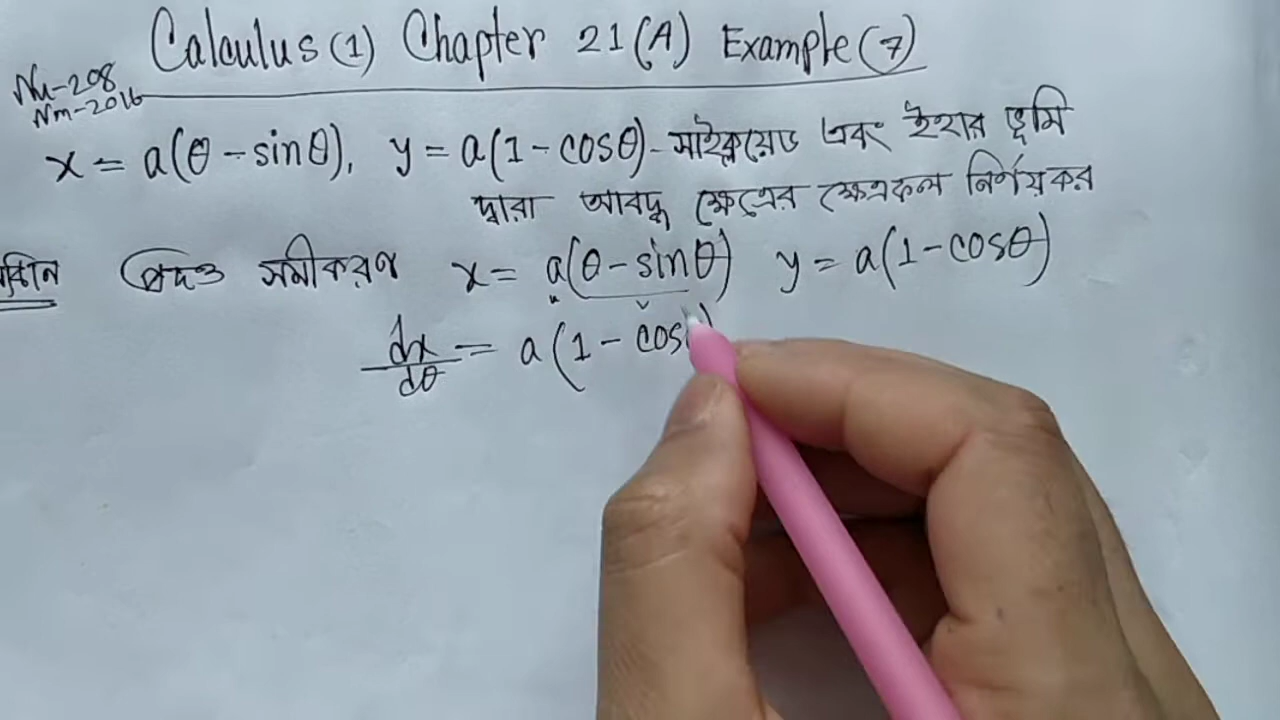 Calculus (1) Chapter 21 (A) Example (7)
Nu-208
Nm-2016
x = a(θ - sinθ), y = a(1 - cosθ) - সাইক্লয়েড এবং ইহার ভূমি
দ্বারা আবদ্ধ ক্ষেত্রের ক্ষেত্রফল নির্ণয় কর
প্রদত্ত সমীকরণ x = a(θ - sinθ) y = a(1 - cosθ)
u v
dx/dθ = a(1 - cos